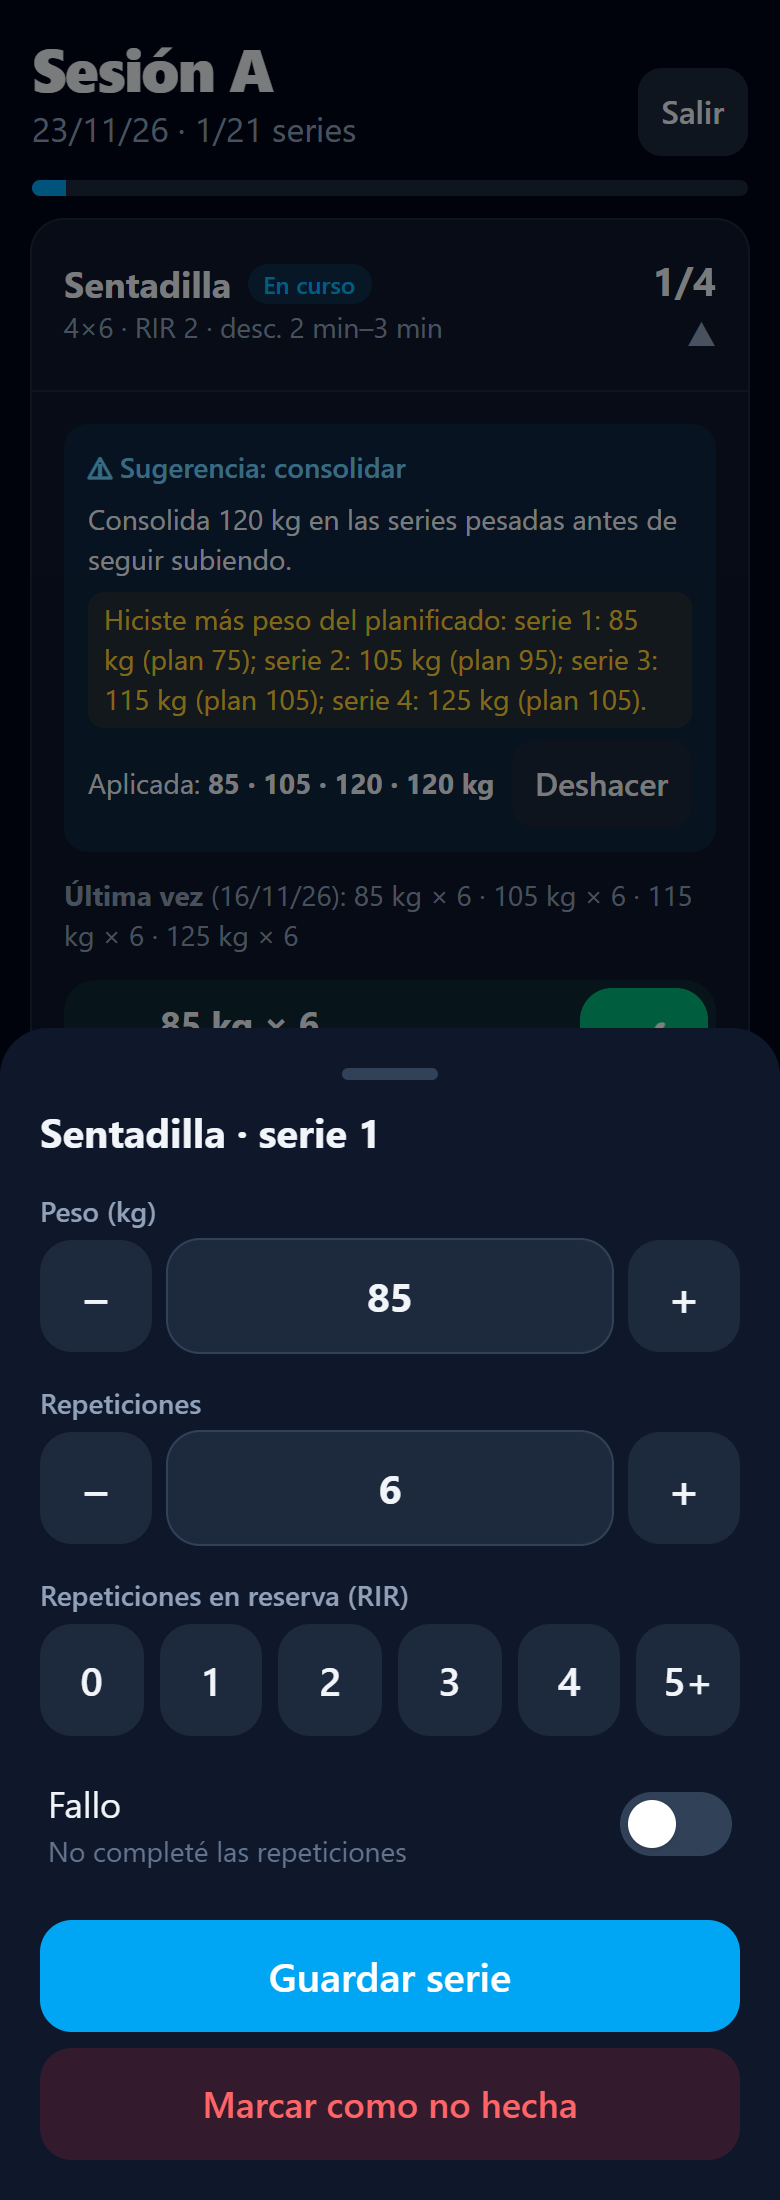 Sesión A
23/11/26 · 1/21 series
Salir
Sentadilla
En curso
1/4
4×6 · RIR 2 · desc. 2 min–3 min
▲
⚠ Sugerencia: consolidar
Consolida 120 kg en las series pesadas antes de
seguir subiendo.
Hiciste más peso del planificado: serie 1: 85
kg (plan 75); serie 2: 105 kg (plan 95); serie 3:
115 kg (plan 105); serie 4: 125 kg (plan 105).
Aplicada: 85 · 105 · 120 · 120 kg
Deshacer
Última vez (16/11/26): 85 kg × 6 · 105 kg × 6 · 115
kg × 6 · 125 kg × 6
85 kg × 6
Sentadilla · serie 1
Peso (kg)
− 85 +
Repeticiones
− 6 +
Repeticiones en reserva (RIR)
0 1 2 3 4 5+
Fallo
No completé las repeticiones
Guardar serie
Marcar como no hecha